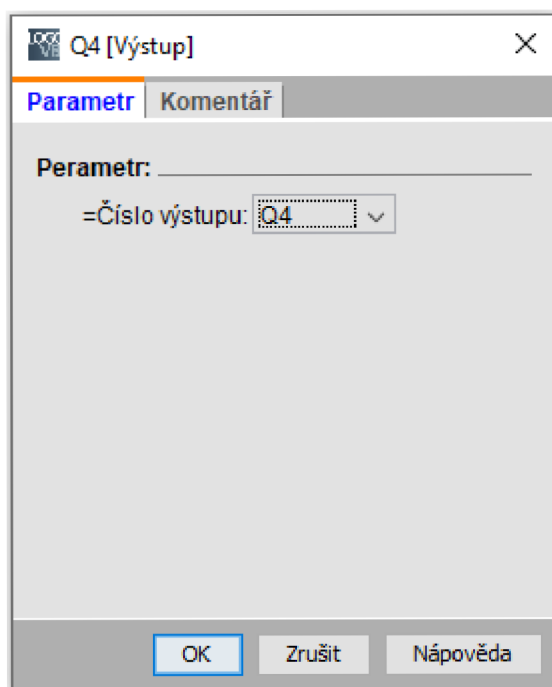 Q4 [Výstup]
Parametr Komentář
Perametr:
=Číslo výstupu: Q4
OK Zrušit Nápověda